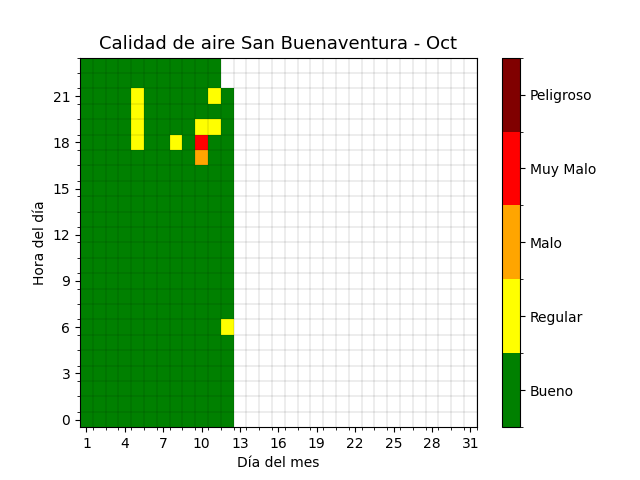 Calidad de aire San Buenaventura - Oct
Hora del día
21
18
15
12
9
6
3
0
1 4 7 10 13 16 19 22 25 28 31
Día del mes
Peligroso
Muy Malo
Malo
Regular
Bueno